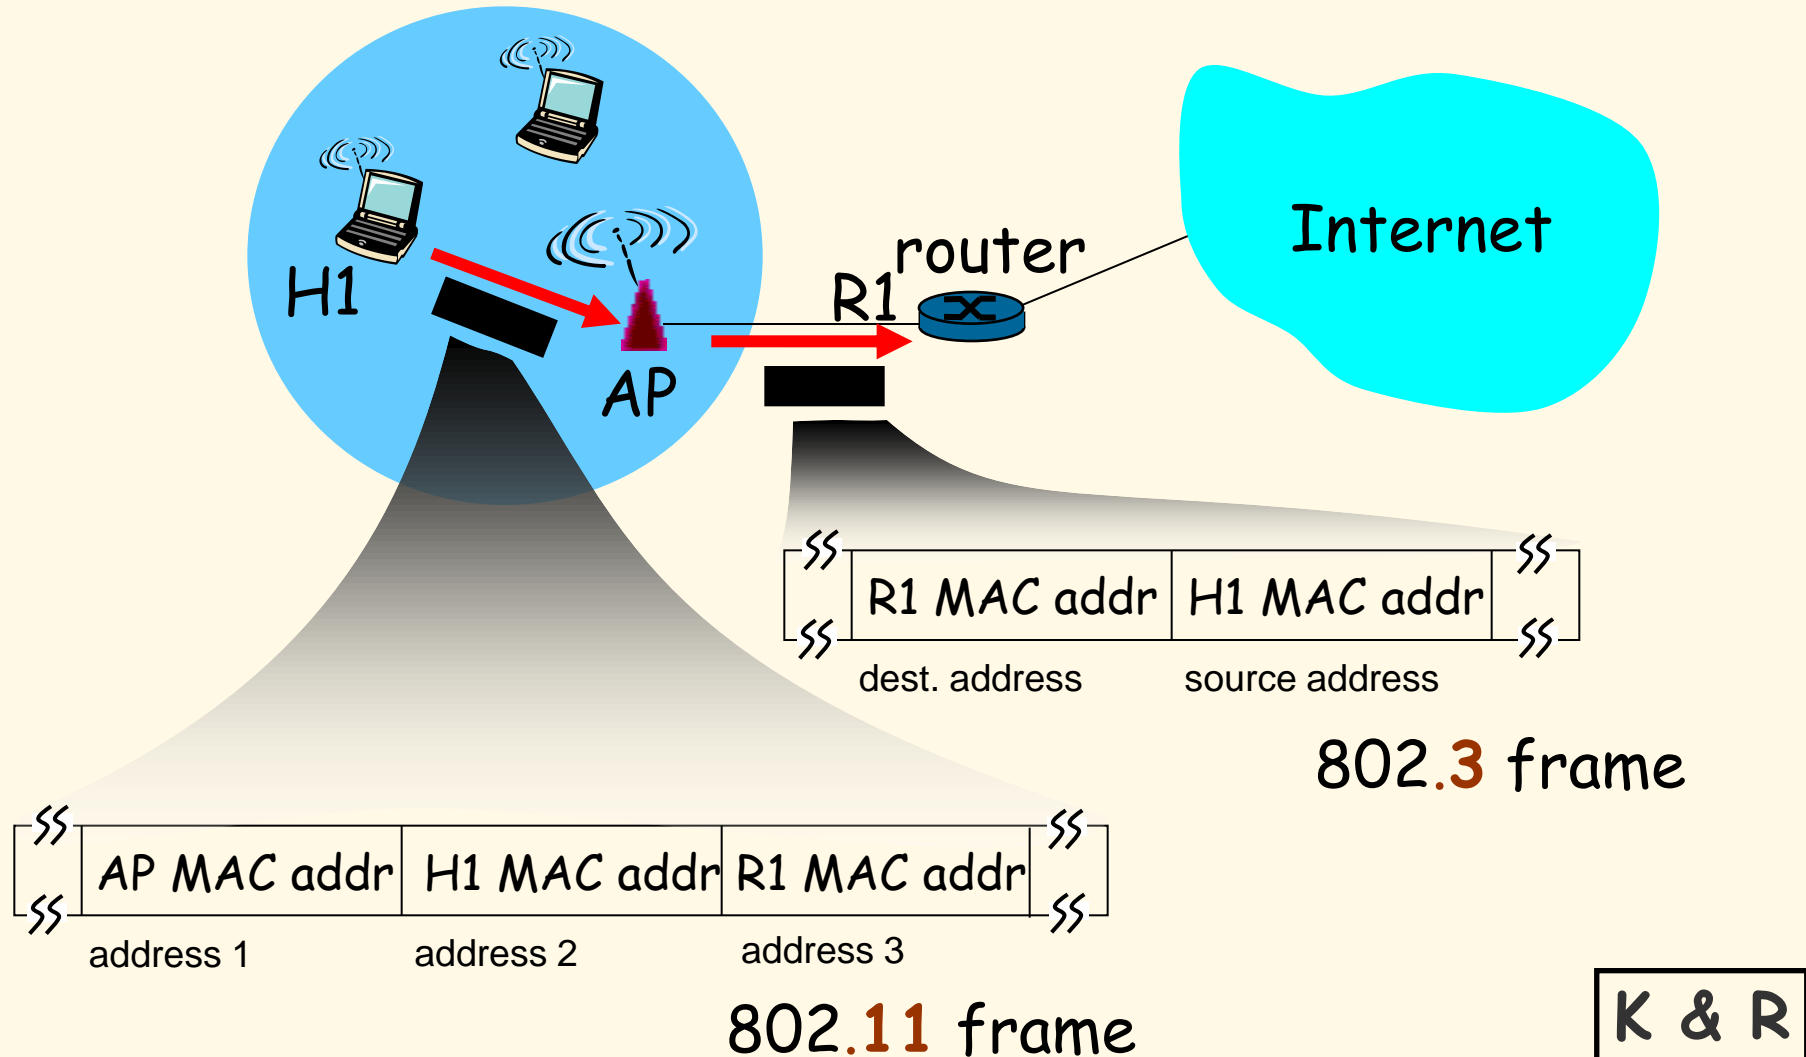 Internet
router
R1
H1
AP
R1 MAC addr H1 MAC addr
dest. address source address
802.3 frame
AP MAC addr H1 MAC addr R1 MAC addr
address 1 address 2 address 3
802.11 frame
K & R